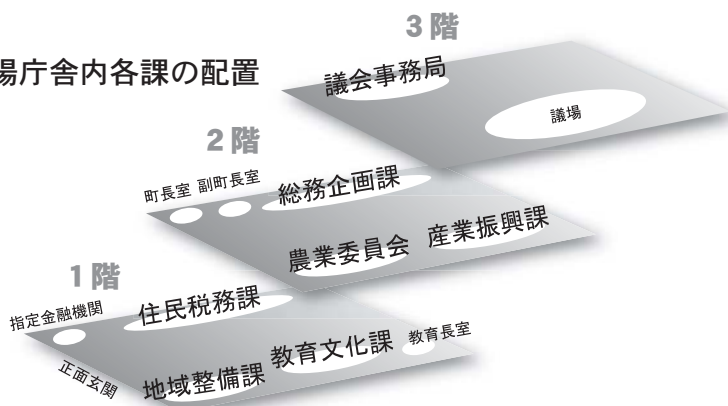 場庁舎内各課の配置
3階
議会事務局
議場
2階
町長室 副町長室 総務企画課
農業委員会 産業振興課
1階
指定金融機関 住民税務課
正面玄関 地域整備課 教育文化課 教育長室